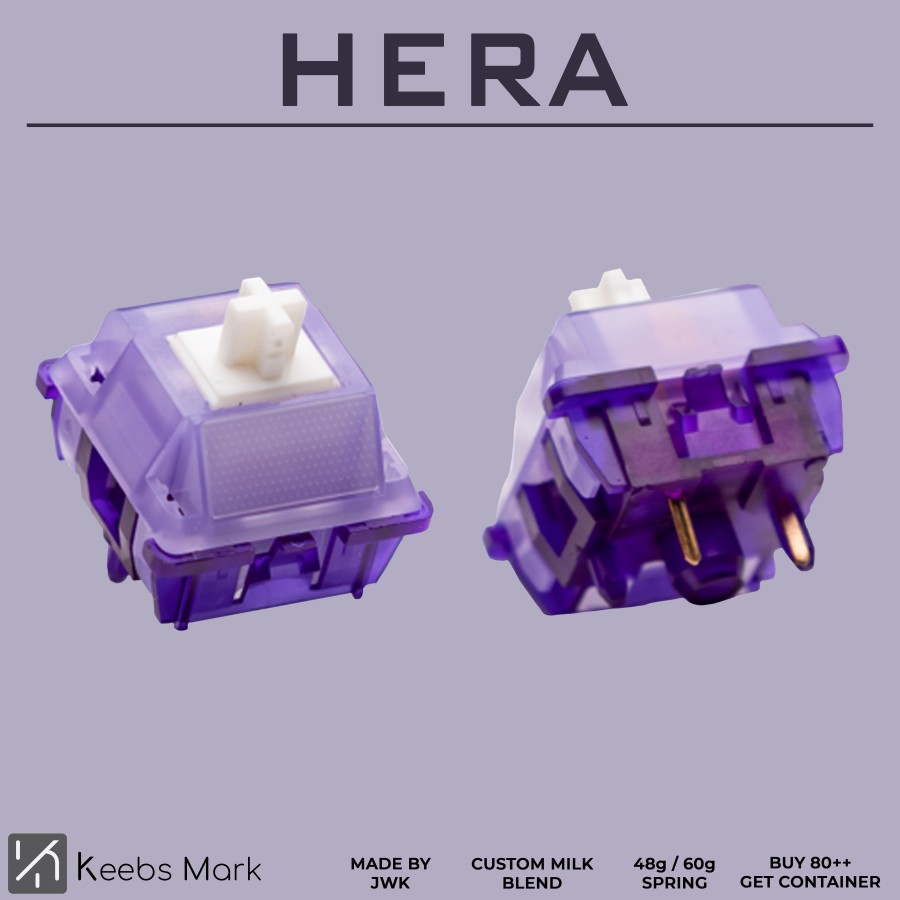 HERA
Keebs Mark
MADE BY
JWK
CUSTOM MILK
BLEND
48g / 60g
SPRING
BUY 80++
GET CONTAINER